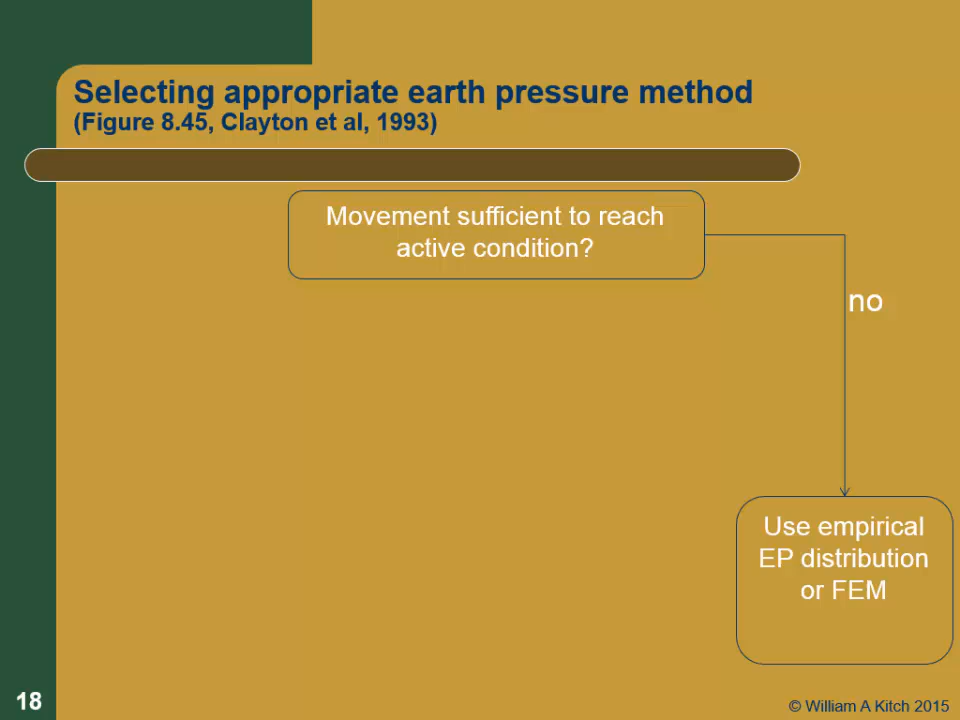 Selecting appropriate earth pressure method
(Figure 8.45, Clayton et al, 1993)
Movement sufficient to reach
active condition?
no
Use empirical
EP distribution
or FEM
18
© William A Kitch 2015